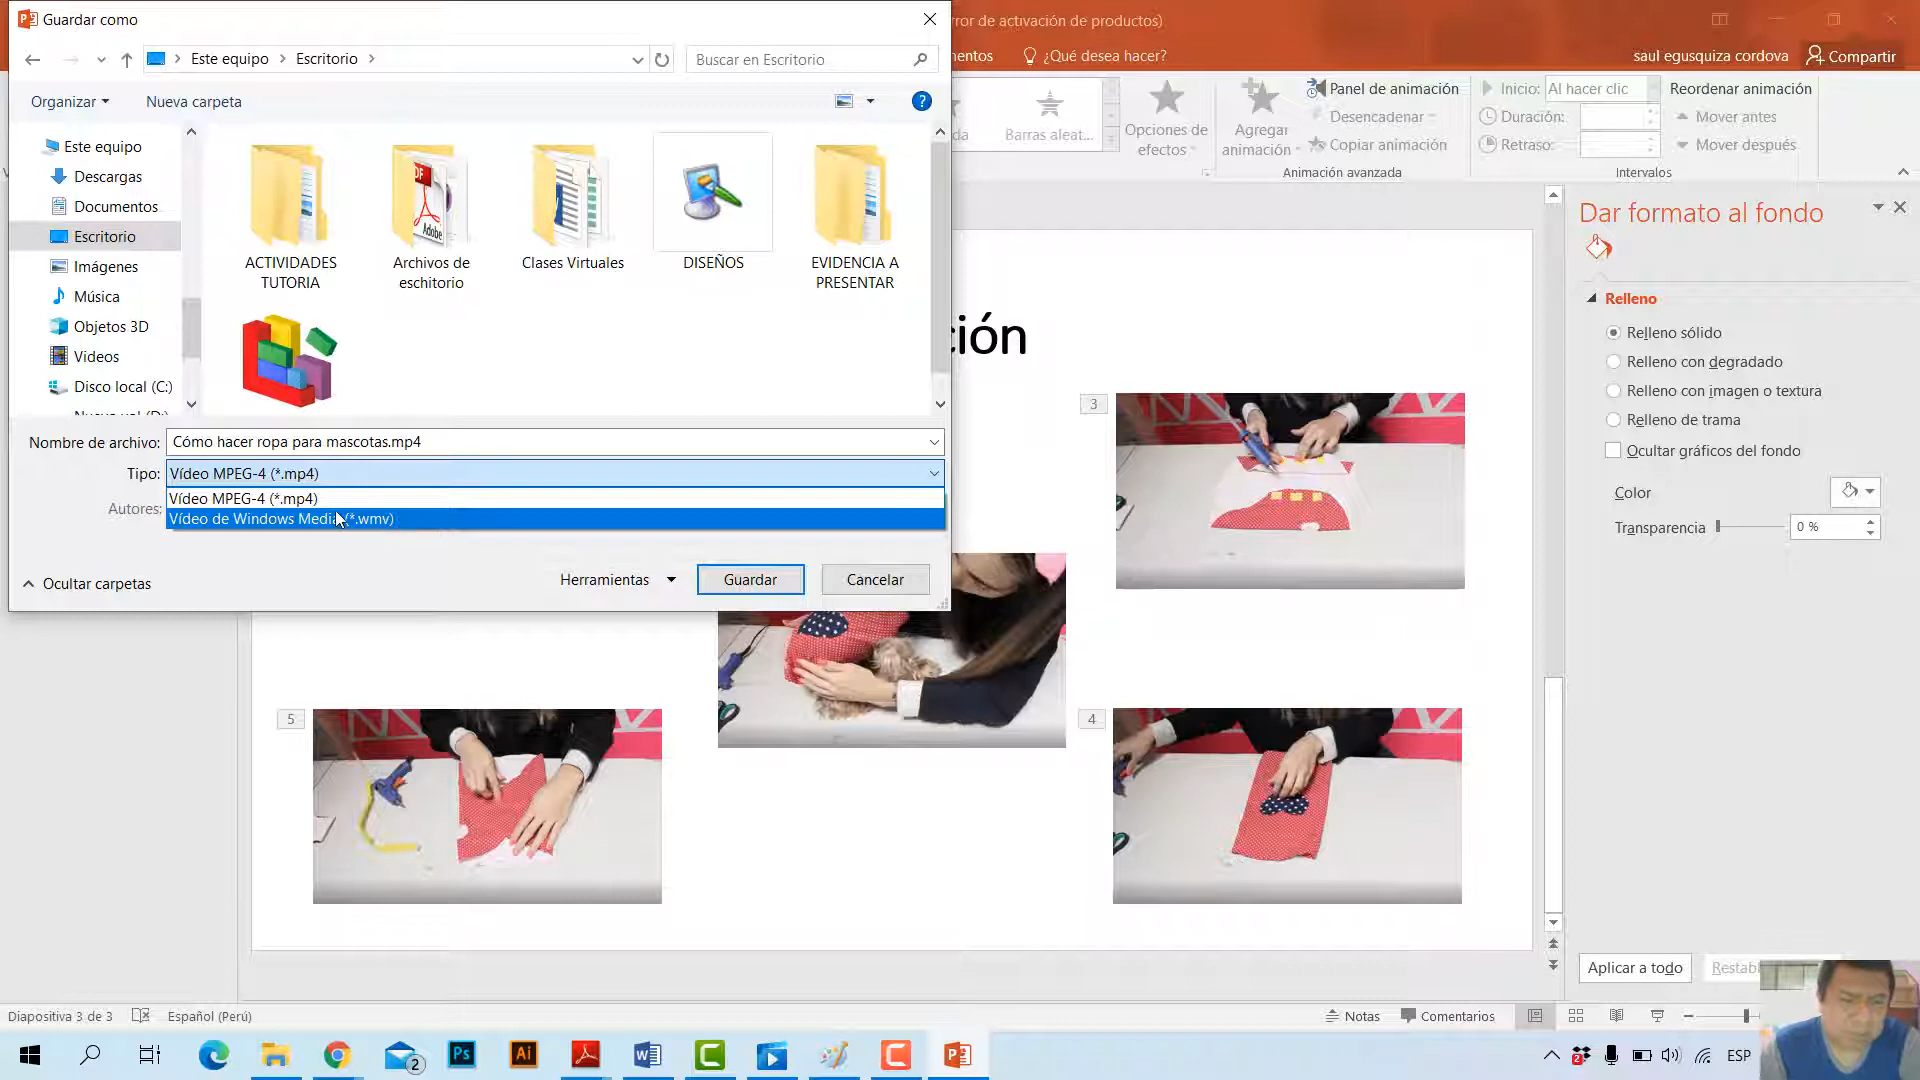 Guardar como
rror de activación de productos)
Este equipo
Escritorio
Buscar en Escritorio
mentos
¿Qué desea hacer?
saul egusquiza cordova
Compartir
Organizar
Nueva carpeta
Este equipo
Descargas
Documentos
Escritorio
Imágenes
Música
Objetos 3D
Videos
Disco local (C:)
ACTIVIDADES
TUTORIA
Archivos de
eschitorio
Clases Virtuales
DISEÑOS
EVIDENCIA A
PRESENTAR
Barras aleat...
Opciones de
efectos
Agregar
animación
Panel de animación
Desencadenar
Copiar animación
Animación avanzada
Inicio: Al hacer clic
Duración:
Retraso:
Reordenar animación
Mover antes
Mover después
Intervalos
Nombre de archivo: Cómo hacer ropa para mascotas.mp4
Tipo: Vídeo MPEG-4 (*.mp4)
Vídeo MPEG-4 (*.mp4)
Autores:
Vídeo de Windows Media (*.wmv)
Ocultar carpetas
Herramientas
Guardar
Cancelar
ción
3
5
4
Dar formato al fondo
Relleno
Relleno sólido
Relleno con degradado
Relleno con imagen o textura
Relleno de trama
Ocultar gráficos del fondo
Color
Transparencia
0 %
Aplicar a todo
Restabl
Diapositiva 3 de 3
Español (Perú)
Notas
Comentarios
Ps
Ai
2
ESP